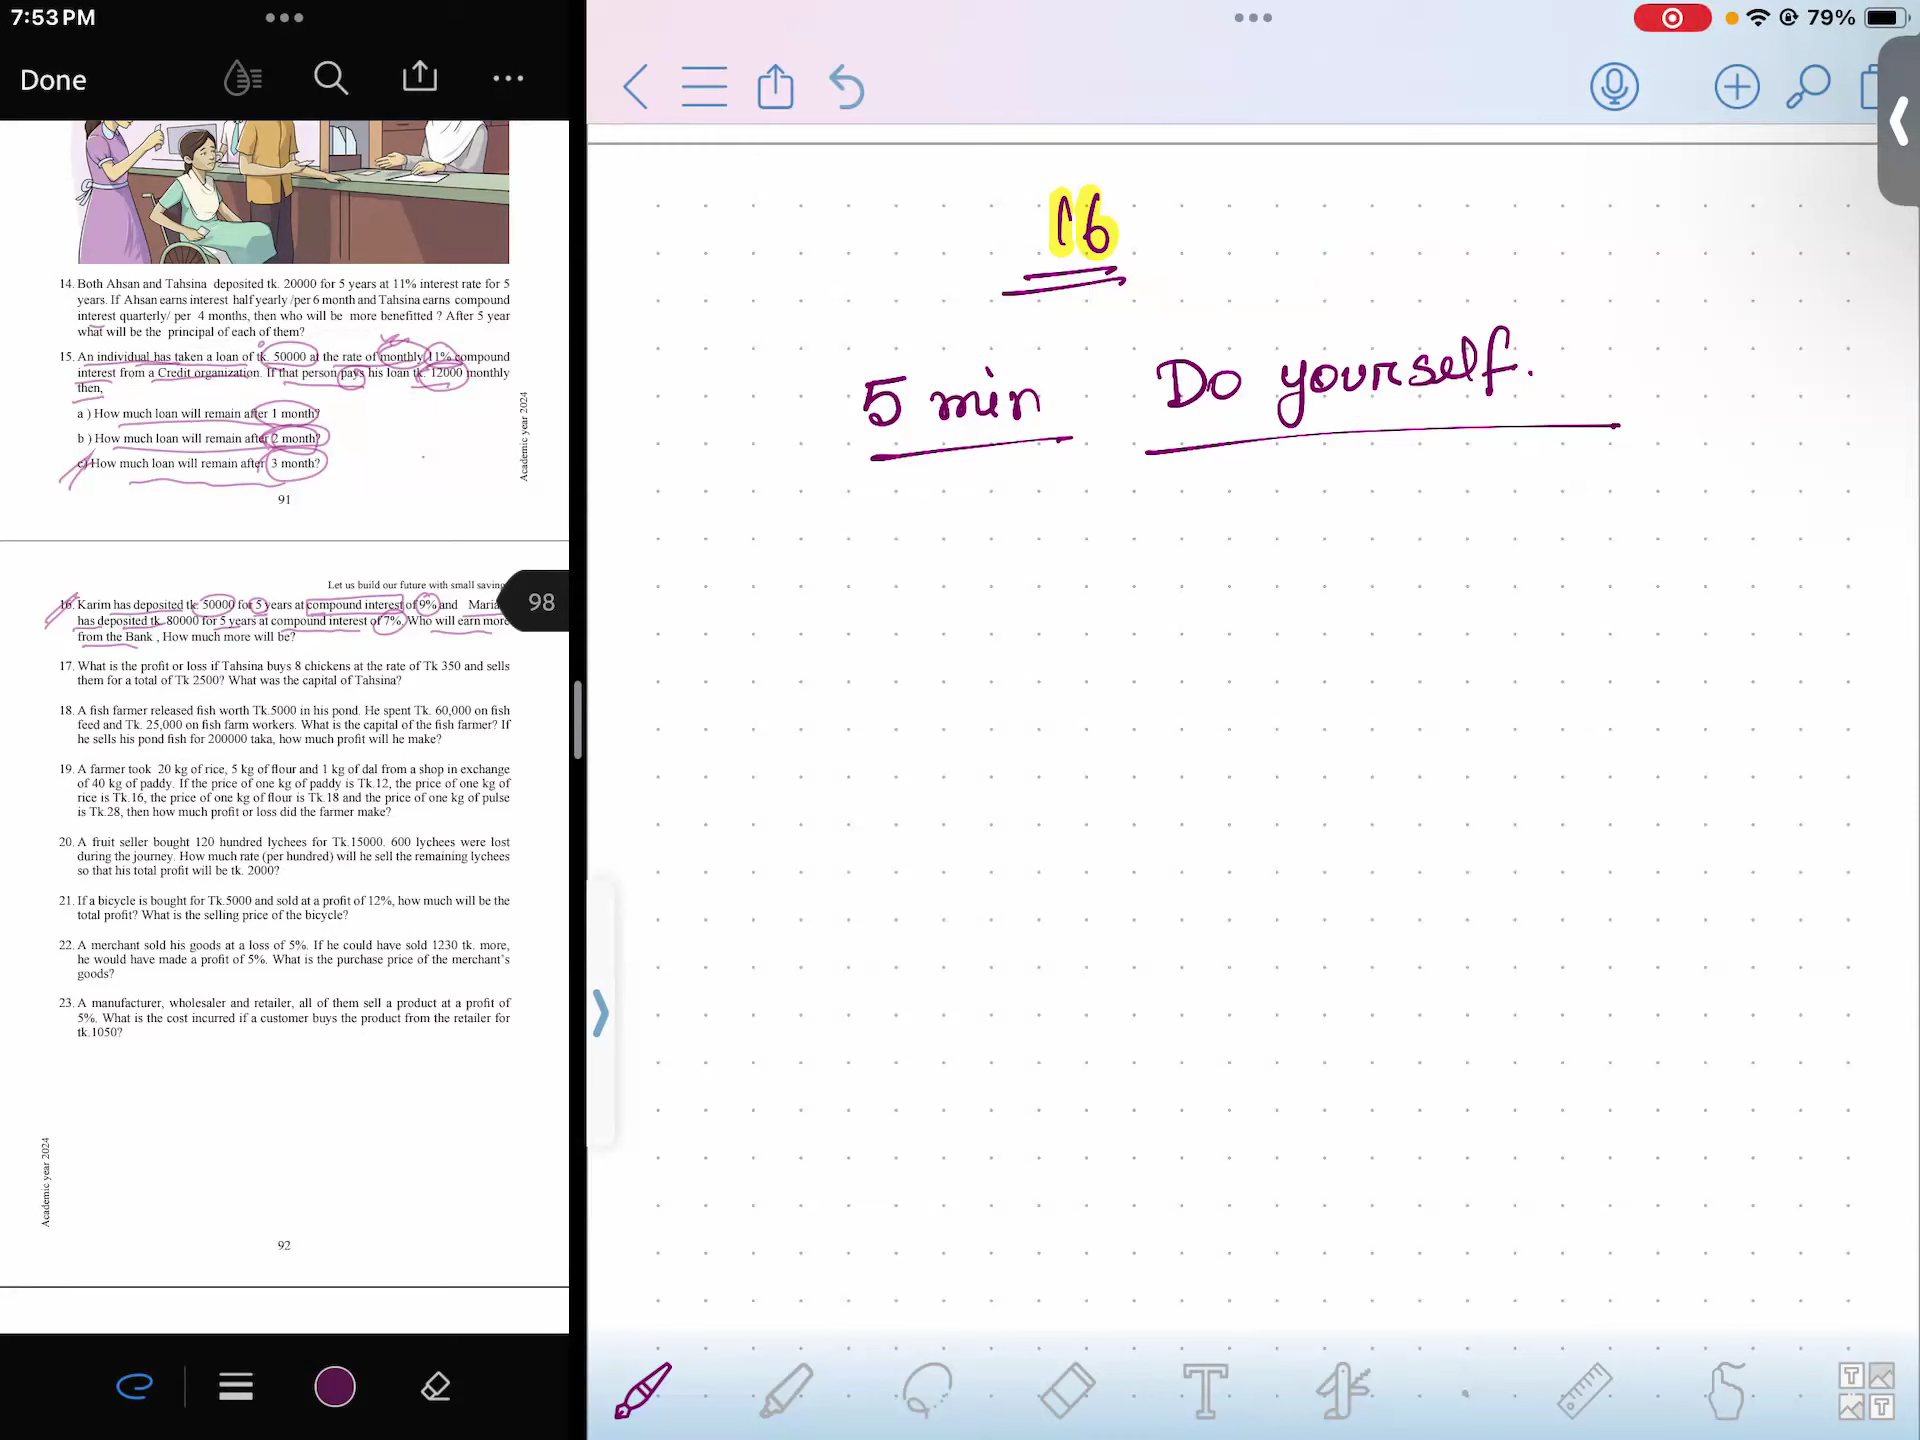 7:53 PM
79%
Done
14. Both Ahsan and Tahsina deposited tk. 20000 for 5 years at 11% interest rate for 5
years. If Ahsan earns interest half yearly /per 6 month and Tahsina earns compound
interest quarterly/ per 4 months, then who will be more benefitted ? After 5 year
what will be the principal of each of them?
15. An individual has taken a loan of tk. 50000 at the rate of monthly 11% compound
interest from a Credit organization. If that person pays his loan tk. 12000 monthly
then,
a ) How much loan will remain after 1 month?
b ) How much loan will remain after 2 month?
c) How much loan will remain after 3 month?
Academic year 2024
91
Let us build our future with small saving
98
16. Karim has deposited tk. 50000 for 5 years at compound interest of 9% and Maria
has deposited tk. 80000 for 5 years at compound interest of 7%. Who will earn more
from the Bank , How much more will be?
17. What is the profit or loss if Tahsina buys 8 chickens at the rate of Tk 350 and sells
them for a total of Tk 2500? What was the capital of Tahsina?
18. A fish farmer released fish worth Tk.5000 in his pond. He spent Tk. 60,000 on fish
feed and Tk. 25,000 on fish farm workers. What is the capital of the fish farmer? If
he sells his pond fish for 200000 taka, how much profit will he make?
19. A farmer took 20 kg of rice, 5 kg of flour and 1 kg of dal from a shop in exchange
of 40 kg of paddy. If the price of one kg of paddy is Tk.12, the price of one kg of
rice is Tk.16, the price of one kg of flour is Tk.18 and the price of one kg of pulse
is Tk.28, then how much profit or loss did the farmer make?
20. A fruit seller bought 120 hundred lychees for Tk.15000. 600 lychees were lost
during the journey. How much rate (per hundred) will he sell the remaining lychees
so that his total profit will be tk. 2000?
21. If a bicycle is bought for Tk.5000 and sold at a profit of 12%, how much will be the
total profit? What is the selling price of the bicycle?
22. A merchant sold his goods at a loss of 5%. If he could have sold 1230 tk. more,
he would have made a profit of 5%. What is the purchase price of the merchant's
goods?
23. A manufacturer, wholesaler and retailer, all of them sell a product at a profit of
5%. What is the cost incurred if a customer buys the product from the retailer for
tk.1050?
Academic year 2024
92
16
5 min Do yourself.